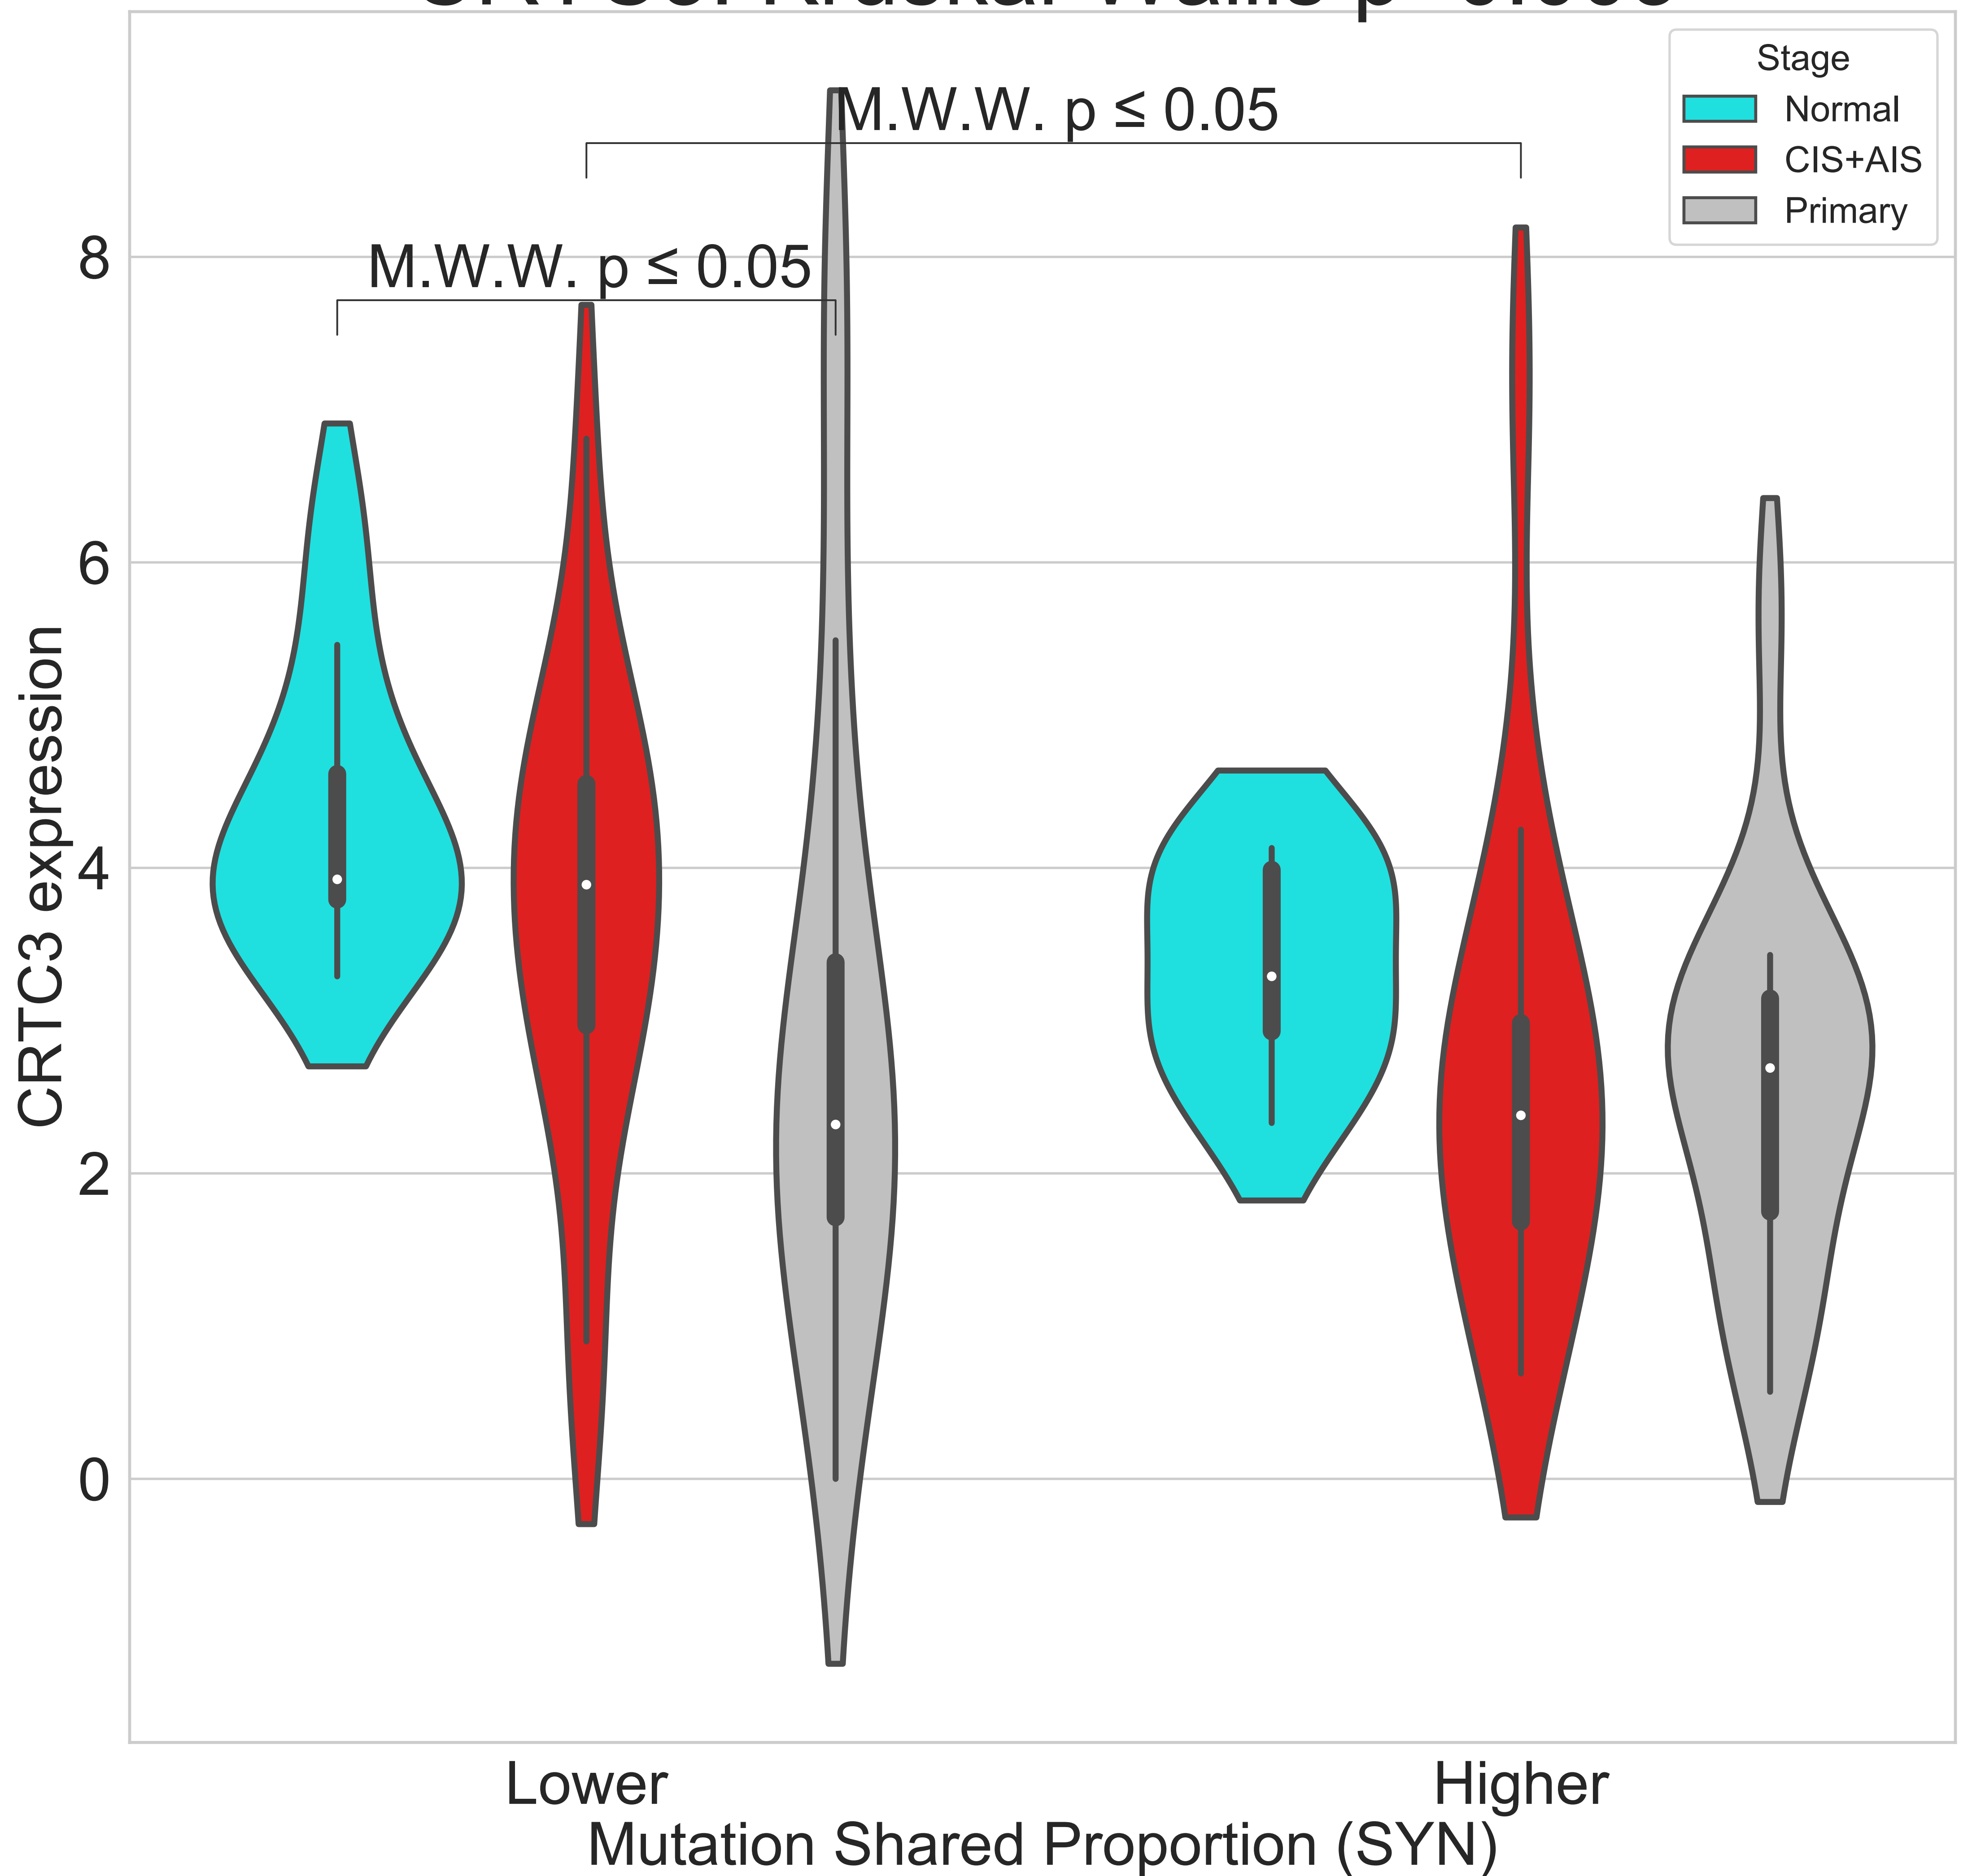 Stage
Normal
CIS+AIS
Primary
M.W.W. p ≤ 0.05
M.W.W. p ≤ 0.05
8
6
4
2
0
CRTC3 expression
Lower
Higher
Mutation Shared Proportion (SYN)